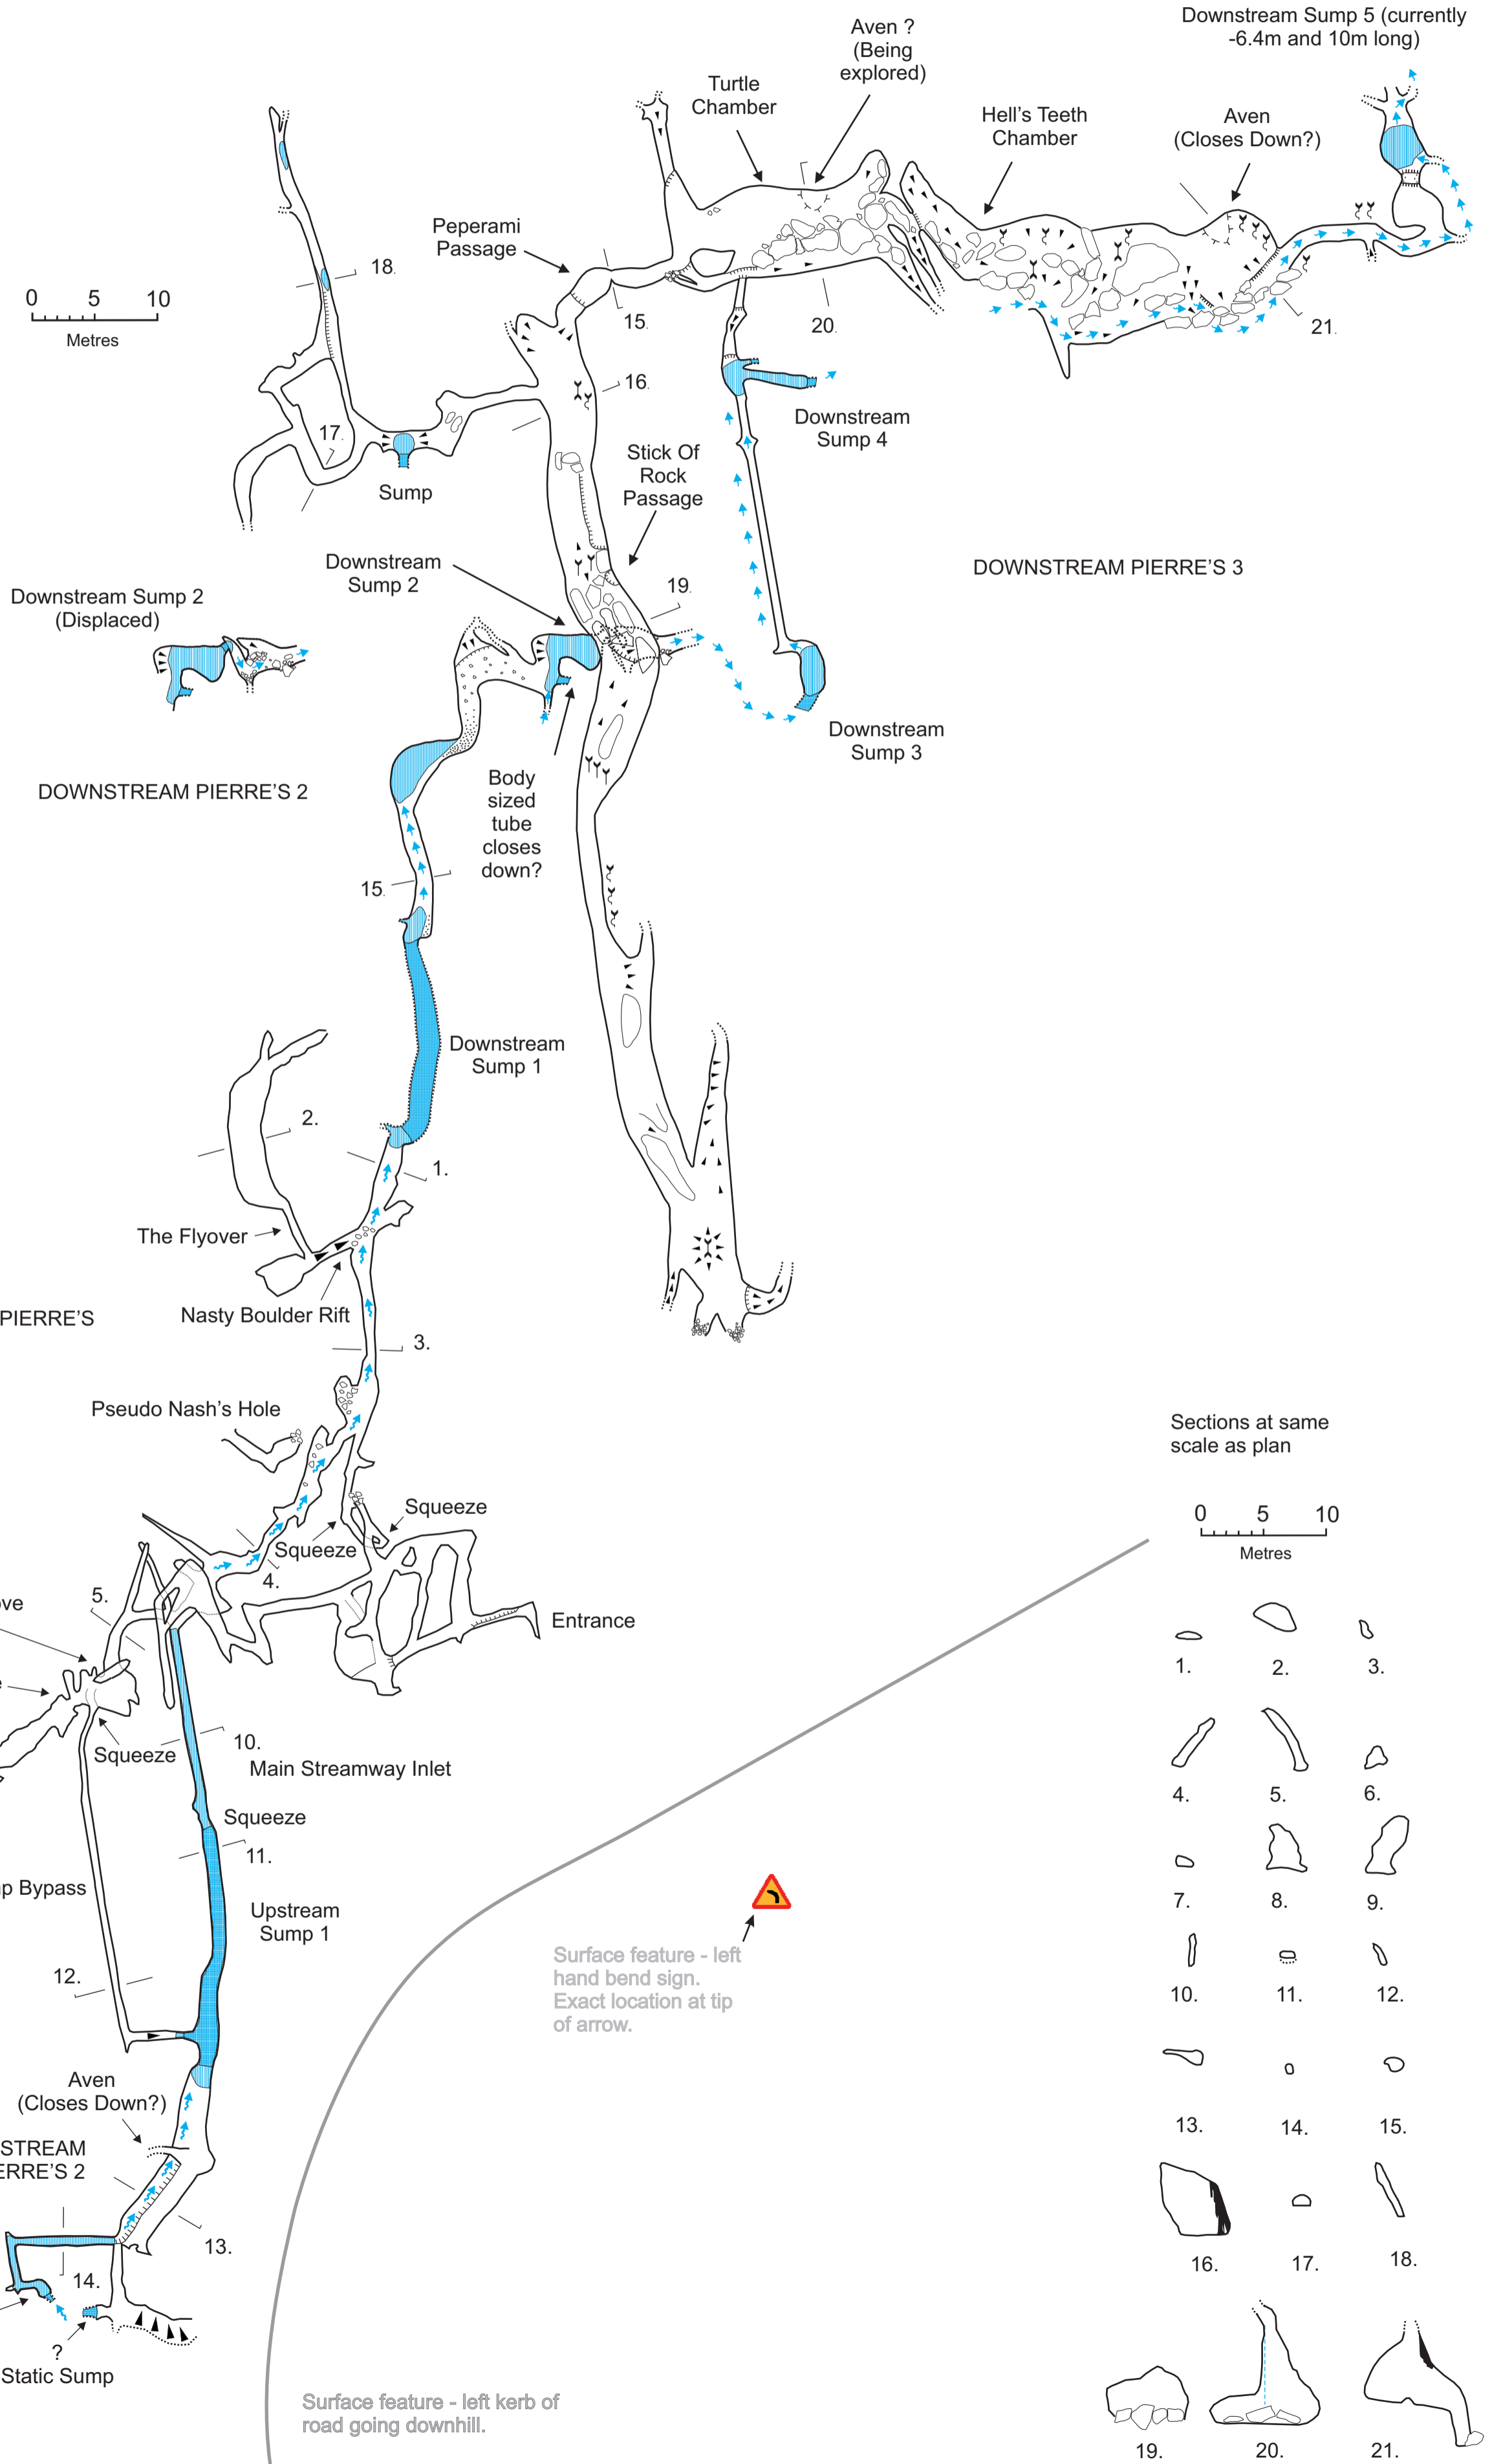 Downstream Sump 5 (currently
-6.4m and 10m long)
Aven ?
(Being
explored)
Turtle
Chamber
Hell's Teeth
Chamber
Aven
(Closes Down?)
Peperami
Passage
18.
0 5 10
Metres
15.
20.
21.
16.
17.
Downstream
Sump 4
Stick Of
Rock
Passage
Sump
Downstream
Sump 2
DOWNSTREAM PIERRE'S 3
19.
Downstream Sump 2
(Displaced)
Downstream
Sump 3
DOWNSTREAM PIERRE'S 2
Body
sized
tube
closes
down?
15.
Downstream
Sump 1
2.
1.
The Flyover
Nasty Boulder Rift
PIERRE'S
3.
Pseudo Nash's Hole
Sections at same
scale as plan
Squeeze
0 5 10
Metres
Squeeze
4.
5.
ove
Entrance
1.
2.
3.
Squeeze
10.
Main Streamway Inlet
4.
5.
6.
Squeeze
11.
p Bypass
7.
8.
9.
Upstream
Sump 1
Surface feature - left
hand bend sign.
Exact location at tip
of arrow.
12.
10.
11.
12.
Aven
(Closes Down?)
13.
14.
15.
STREAM
ERRE'S 2
13.
14.
16.
17.
18.
?
Static Sump
Surface feature - left kerb of
road going downhill.
19.
20.
21.